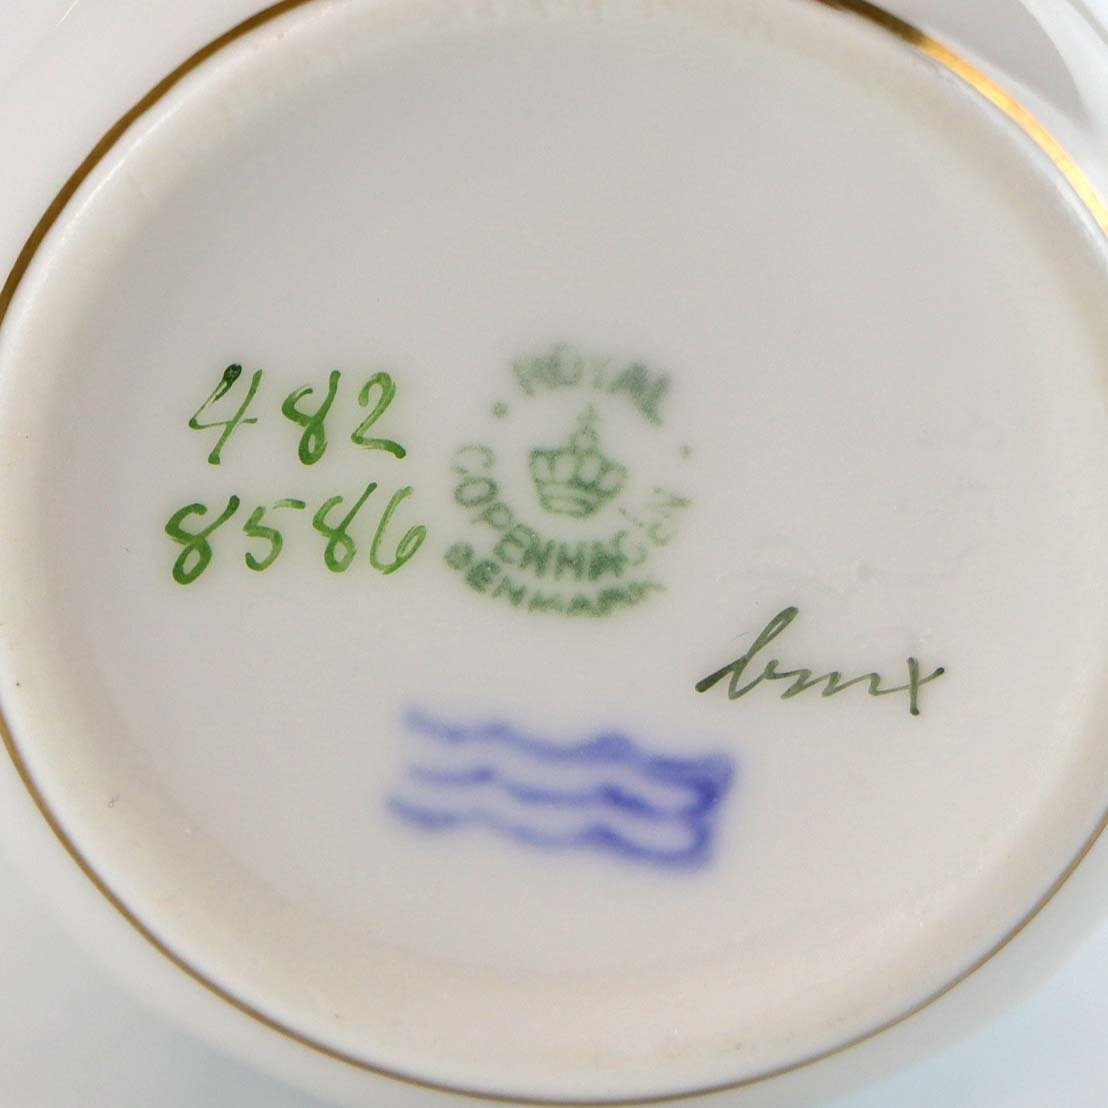 482
8586
ROYAL
COPENHAGEN
DENMARK
bmx